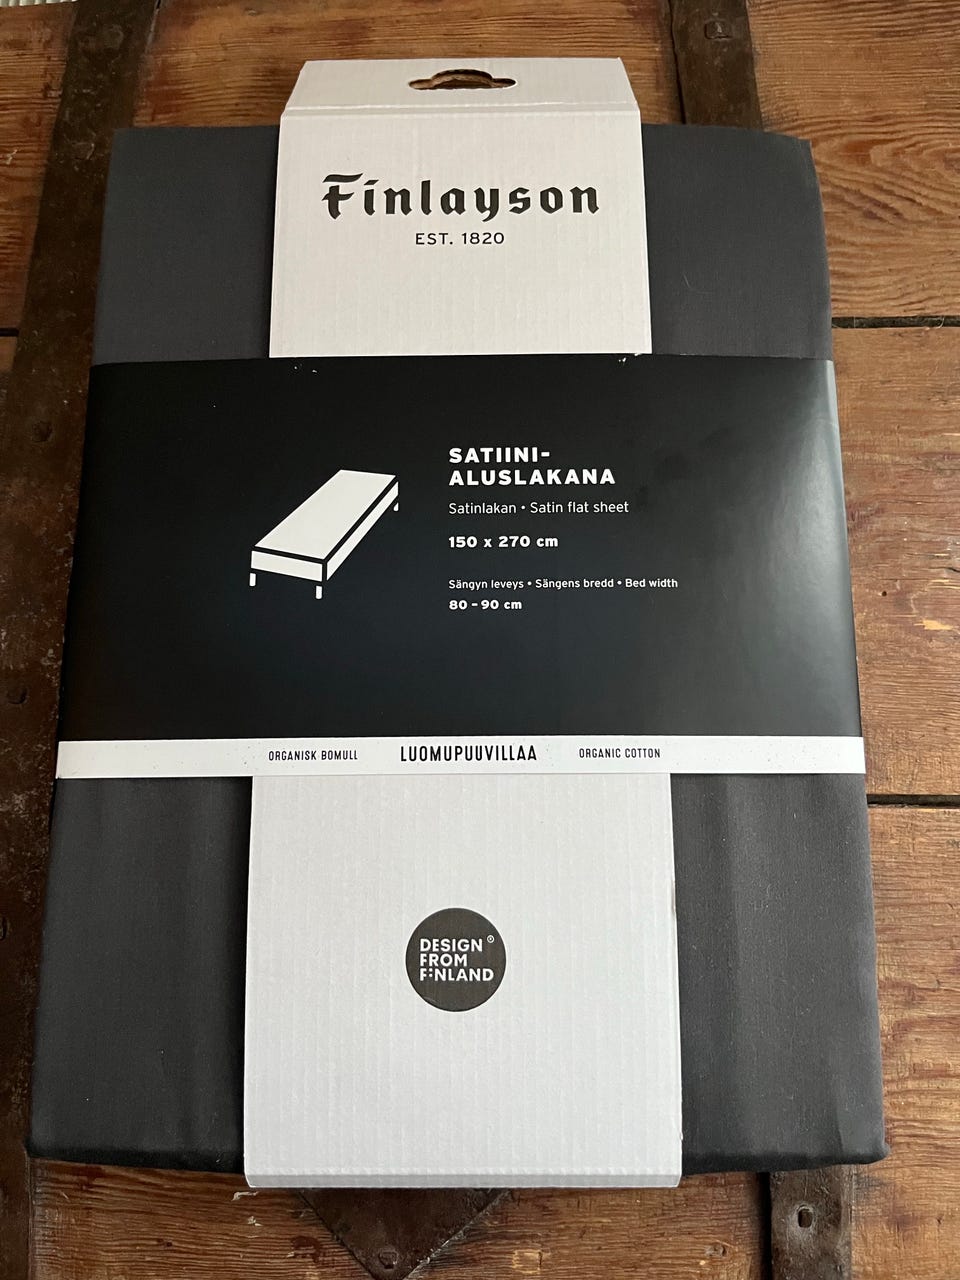 Finlayson
EST. 1820
SATIINI-
ALUSLAKANA
Satinlakan • Satin flat sheet
150 x 270 cm
Sängyn leveys • Sängens bredd • Bed width
80 – 90 cm
ORGANISK BOMULL LUOMUPUUVILLAA ORGANIC COTTON
DESIGN ®
FROM
FINLAND